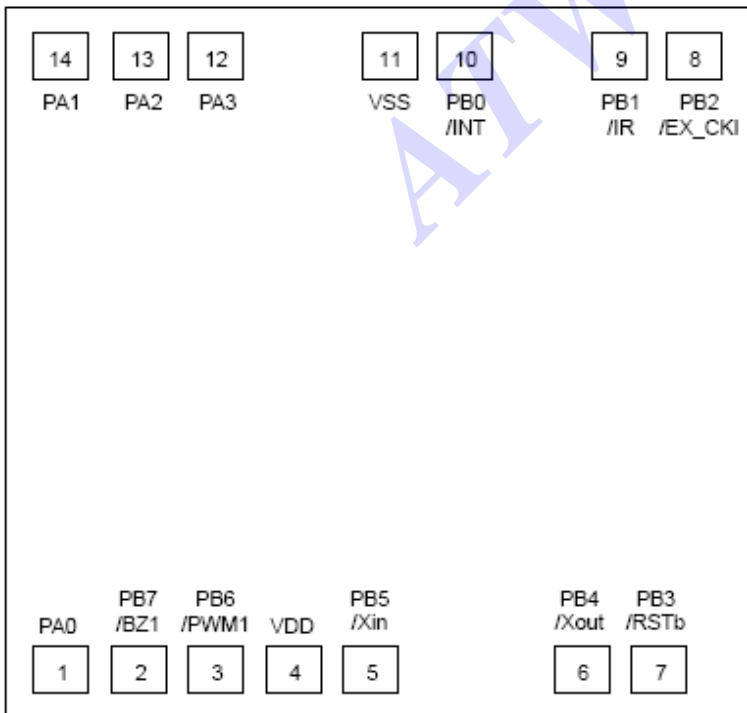 14 13 12 11 10 9 8
PA1 PA2 PA3 VSS PB0 PB1 PB2
/INT /IR /EX_CKI
ATW
PB7 PB6 PB5 PB4 PB3
PA0 /BZ1 /PWM1 VDD /Xin /Xout /RSTb
1 2 3 4 5 6 7